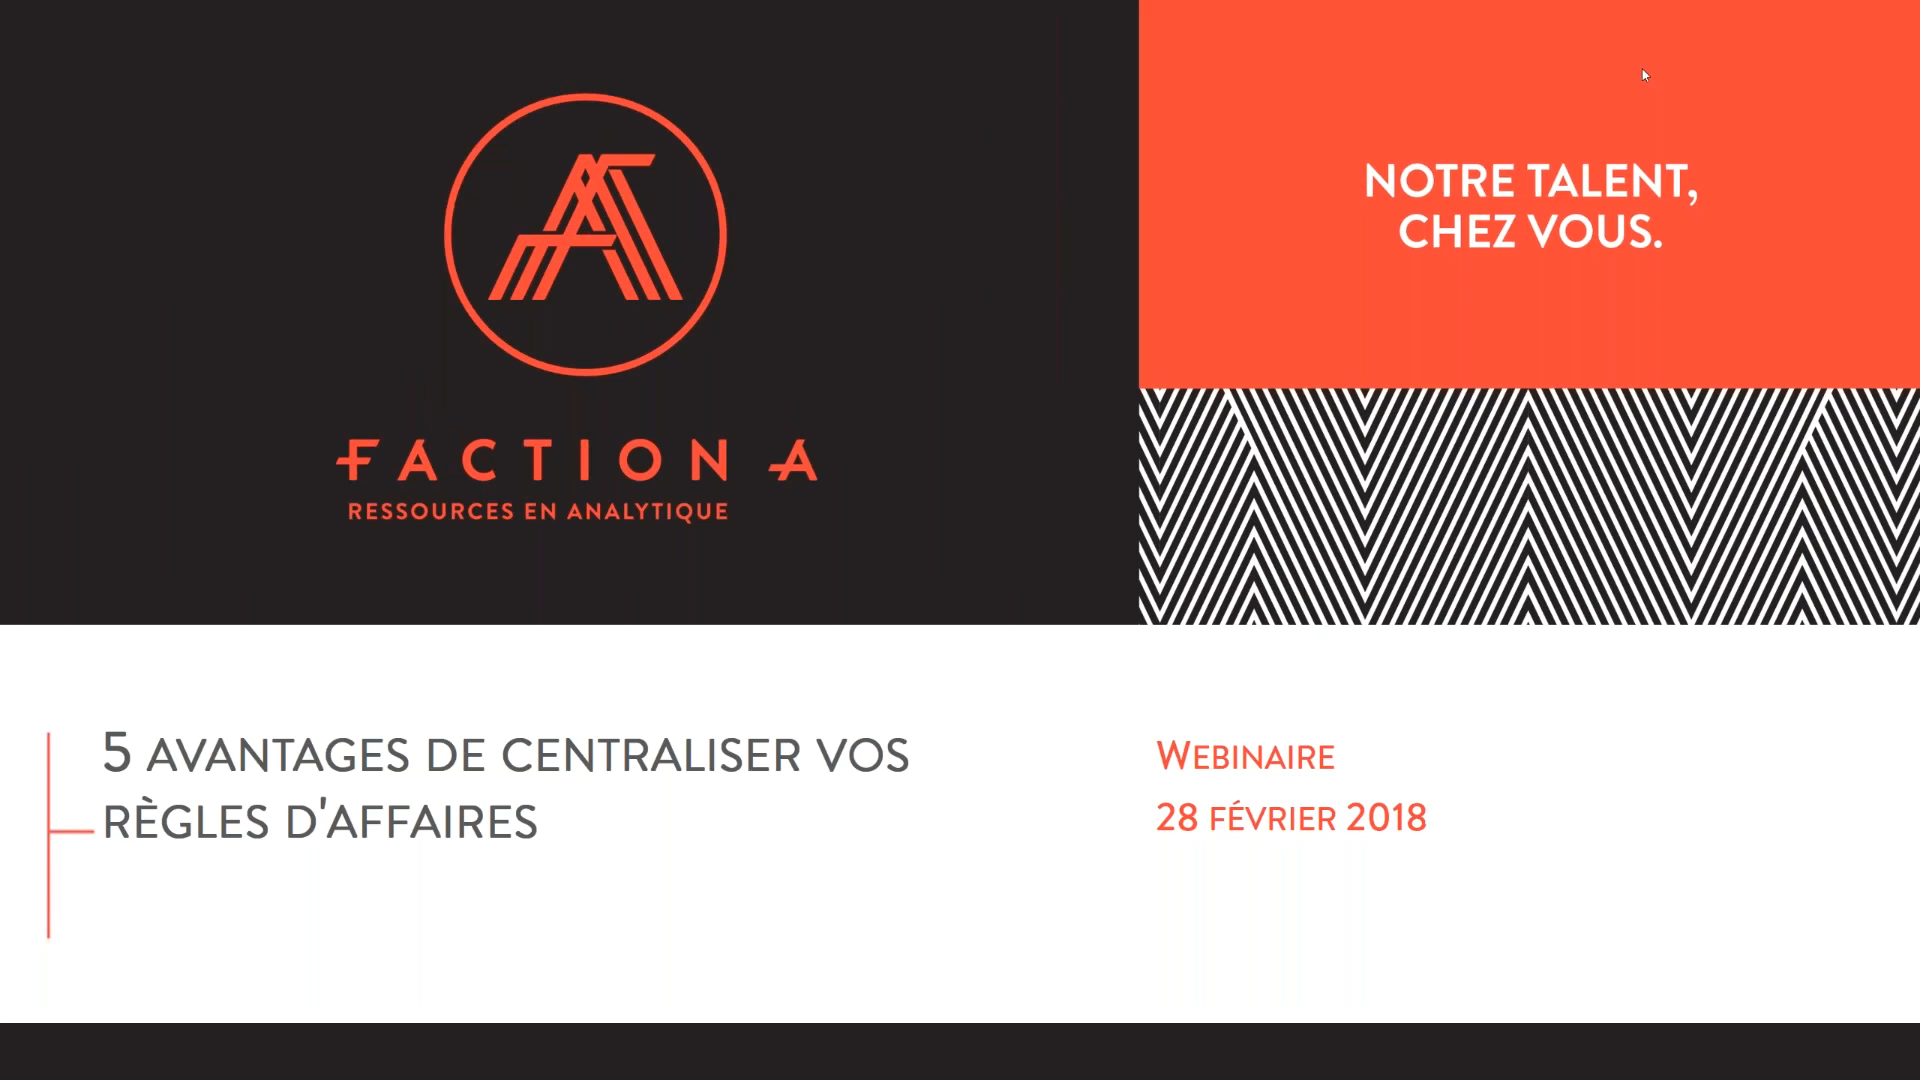 FACTION A
RESSOURCES EN ANALYTIQUE
NOTRE TALENT,
CHEZ VOUS.
5 AVANTAGES DE CENTRALISER VOS
RÈGLES D'AFFAIRES
WEBINAIRE
28 FÉVRIER 2018